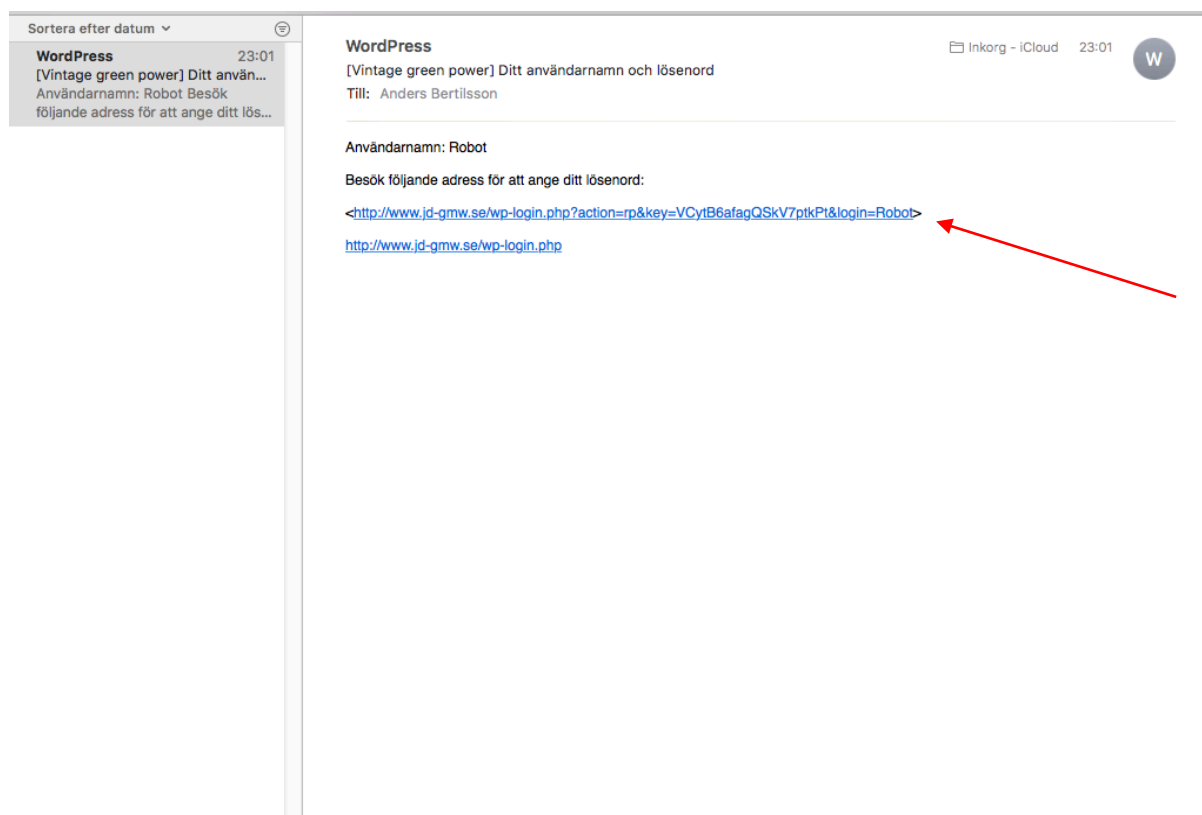 Sortera efter datum
WordPress 23:01
[Vintage green power] Ditt använ...
Användarnamn: Robot Besök
följande adress för att ange ditt lös...
WordPress
Inkorg - iCloud 23:01
W
[Vintage green power] Ditt användarnamn och lösenord
Till: Anders Bertilsson
Användarnamn: Robot
Besök följande adress för att ange ditt lösenord:
<http://www.jd-gmw.se/wp-login.php?action=rp&key=VCytB6afagQSkV7ptkPt&login=Robot>
http://www.jd-gmw.se/wp-login.php